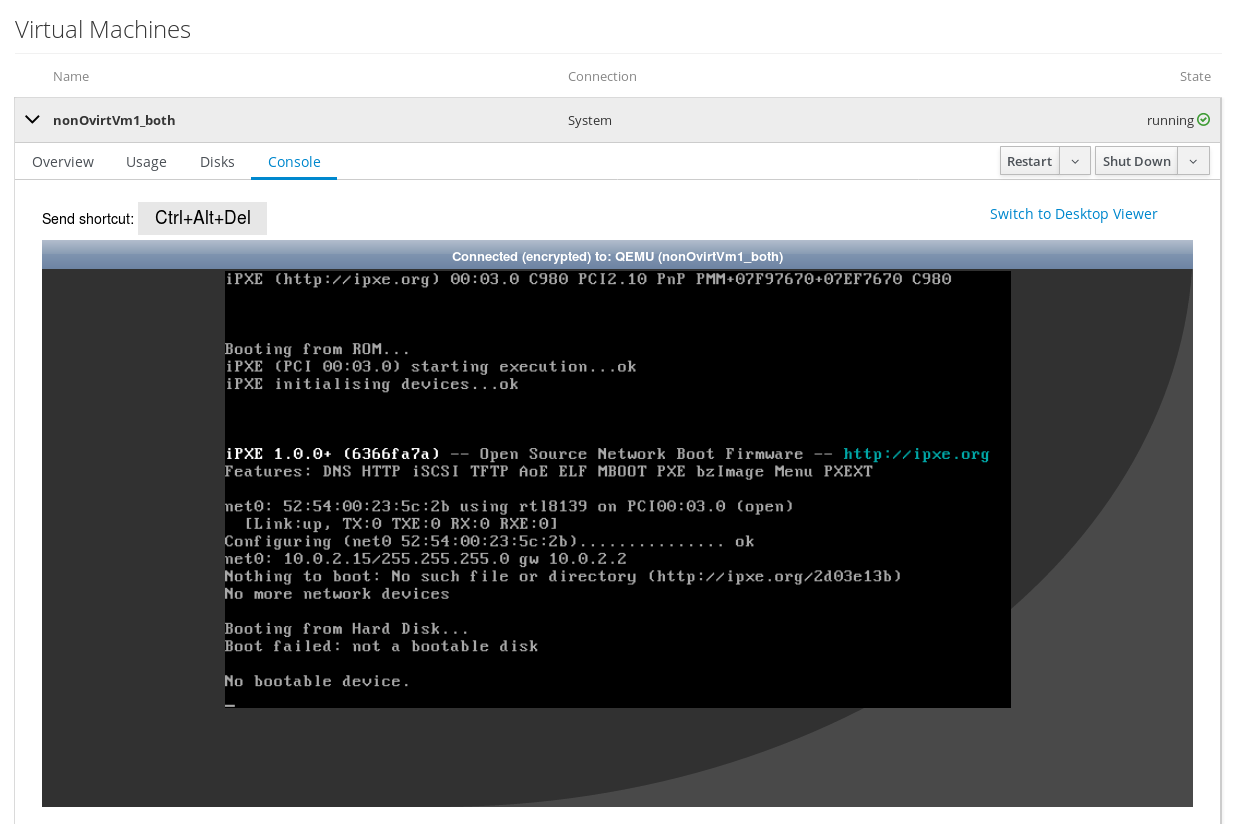 Virtual Machines
Name Connection State
nonOvirtVm1_both System running
Overview Usage Disks Console Restart Shut Down
Send shortcut: Ctrl+Alt+Del Switch to Desktop Viewer
Connected (encrypted) to: QEMU (nonOvirtVm1_both)
iPXE (http://ipxe.org) 00:03.0 C980 PCI2.10 PnP PMM+07F97670+07EF7670 C980
Booting from ROM...
iPXE (PCI 00:03.0) starting execution...ok
iPXE initialising devices...ok
iPXE 1.0.0+ (6366fa7a) -- Open Source Network Boot Firmware -- http://ipxe.org
Features: DNS HTTP iSCSI TFTP AoE ELF MBOOT PXE bzImage Menu PXEXT
net0: 52:54:00:23:5c:2b using rtl8139 on PCI00:03.0 (open)
[Link:up, TX:0 TXE:0 RX:0 RXE:0]
Configuring (net0 52:54:00:23:5c:2b)............... ok
net0: 10.0.2.15/255.255.255.0 gw 10.0.2.2
Nothing to boot: No such file or directory (http://ipxe.org/2d03e13b)
No more network devices
Booting from Hard Disk...
Boot failed: not a bootable disk
No bootable device.